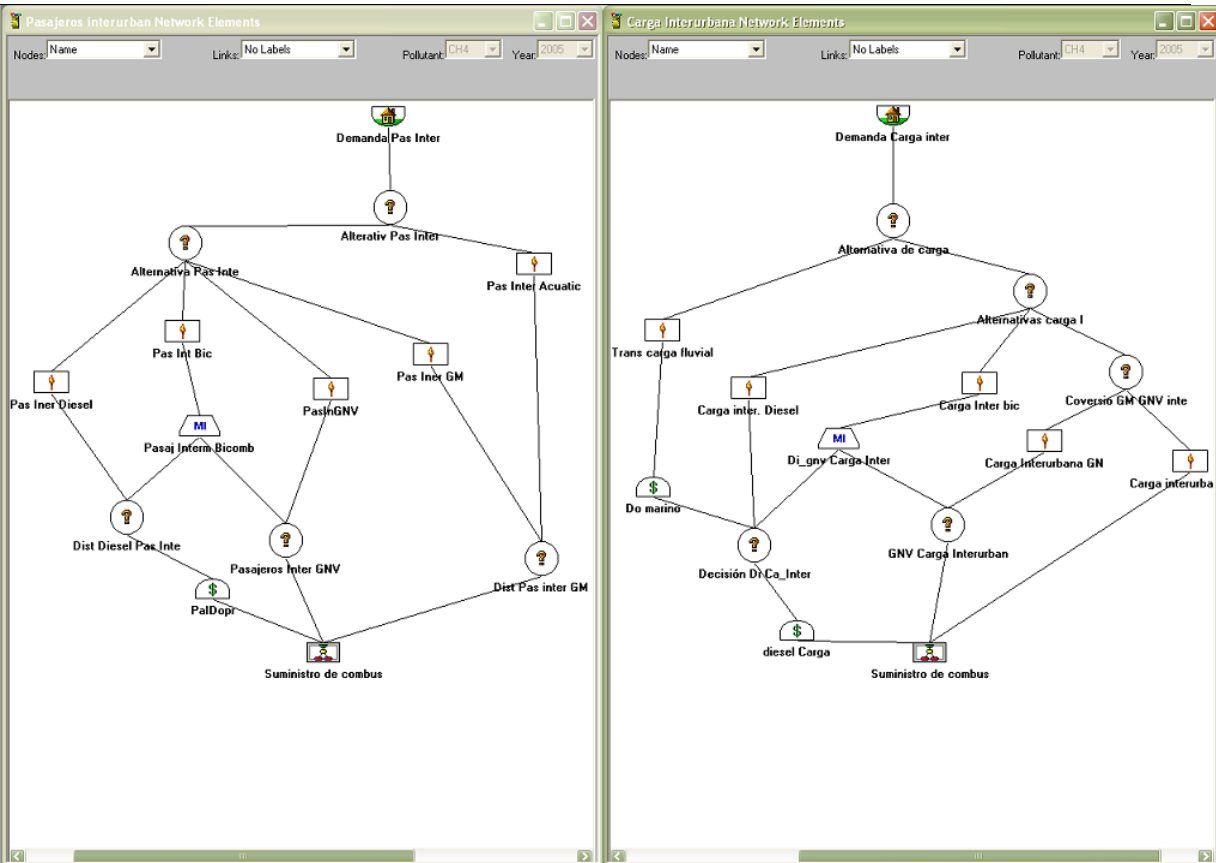 Pasajeros Interurban Network Elements
Nodes: Name Links: No Labels Pollutant: CH4 Year: 2005
Demanda Pas Inter
?
Alterativ Pas Inter
?
Alternativa Pas Inte
Pas Inter Acuatic
Pas Int Bic
Pas Iner GM
Pas Iner Diesel
PasInGNV
MI
Pasaj Interm Bicomb
?
Dist Diesel Pas Inte
?
Pasajeros Inter GNV
?
Dist Pas inter GM
$
PalDopr
Suministro de combus
Carga Interurbana Network Elements
Nodes: Name Links: No Labels Pollutant: CH4 Year: 2005
Demanda Carga inter
?
Alternativa de carga
?
Alternativas carga I
Trans carga fluvial
?
Coversio GM GNV inte
Carga inter. Diesel
Carga Inter bic
MI
Di_gnv Carga Inter
Carga Interurbana GN
Carga interurba
$
Do marino
?
GNV Carga Interurban
?
Decisión Di Ca_Inter
$
diesel Carga
Suministro de combus